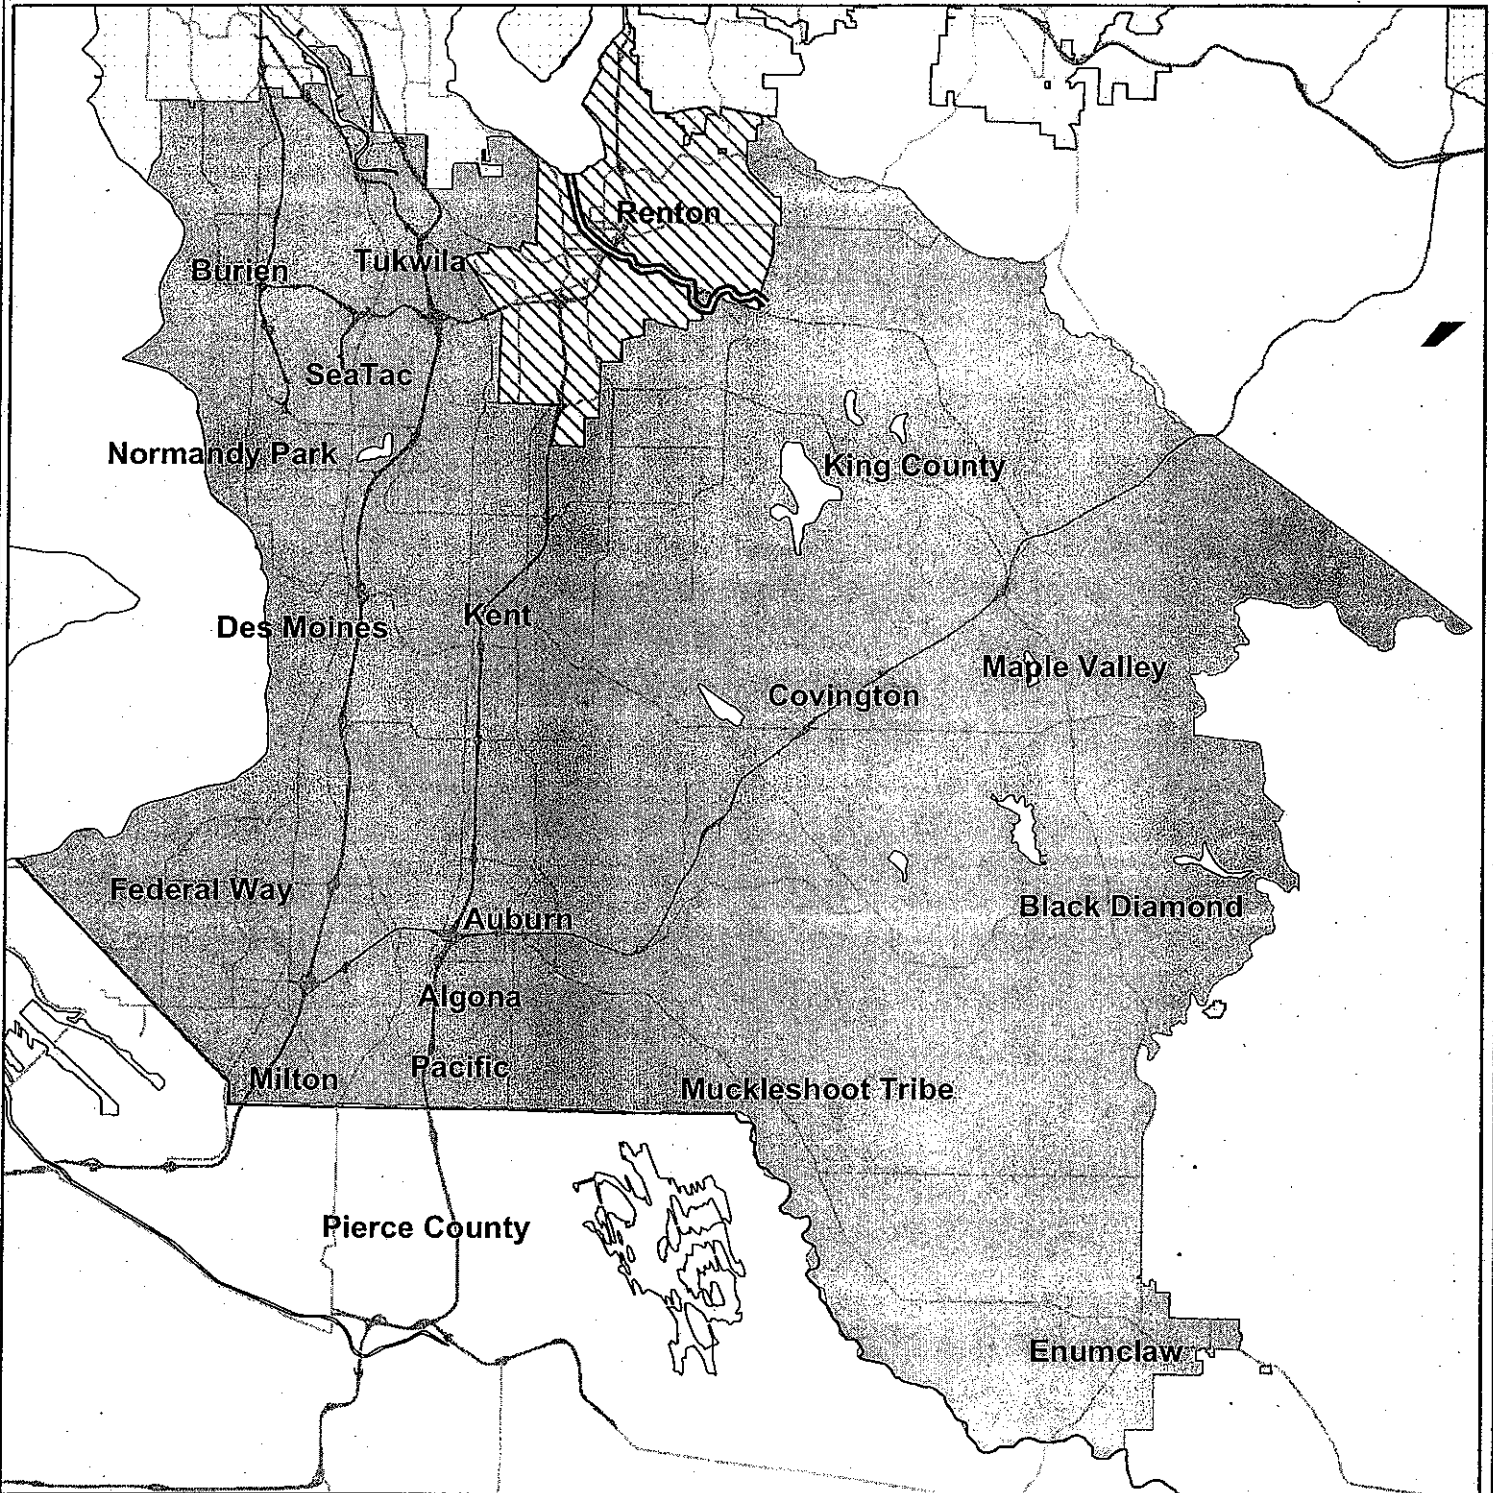 Renton
Burien
Tukwila
SeaTac
Normandy Park
King County
Des Moines
Kent
Maple Valley
Covington
Federal Way
Auburn
Black Diamond
Algona
Milton
Pacific
Muckleshoot Tribe
Pierce County
Enumclaw